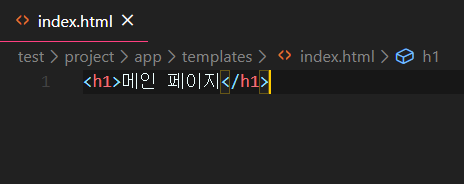 index.html
test > project > app > templates > index.html > h1
1 <h1>메인 페이지</h1>